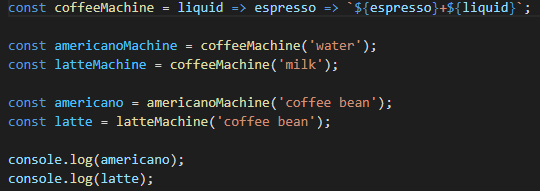 const coffeeMachine = liquid => espresso => `${espresso}+${liquid}`;
const americanoMachine = coffeeMachine('water');
const latteMachine = coffeeMachine('milk');
const americano = americanoMachine('coffee bean');
const latte = latteMachine('coffee bean');
console.log(americano);
console.log(latte);